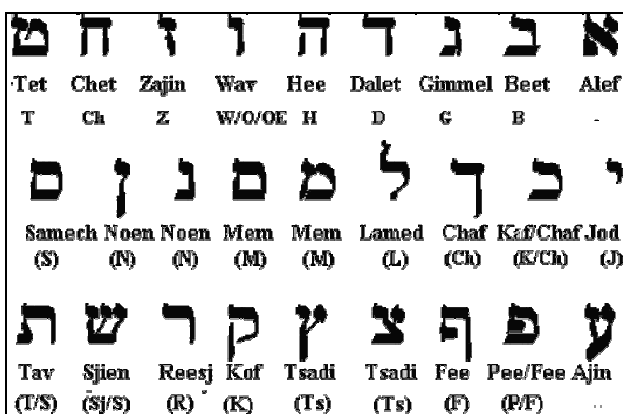 א ב ג ד ה ו ז ח ט
Tet Chet Zajin Wav Hee Dalet Gimmel Beet Alef
T Ch Z W/O/OE H D G B -
י כ ך ל מ ם נ ן ס
Samech Noen Noen Mem Mem Lamed Chaf Kaf/Chaf Jod
(S) (N) (N) (M) (M) (L) (Ch) (K/Ch) (J)
ע פ ף צ ץ ק ר ש ת
Tav Sjien Reesj Kof Tsadi Tsadi Fee Pee/Fee Ajin
(T/S) (Sj/S) (R) (K) (Ts) (Ts) (F) (P/F) ..